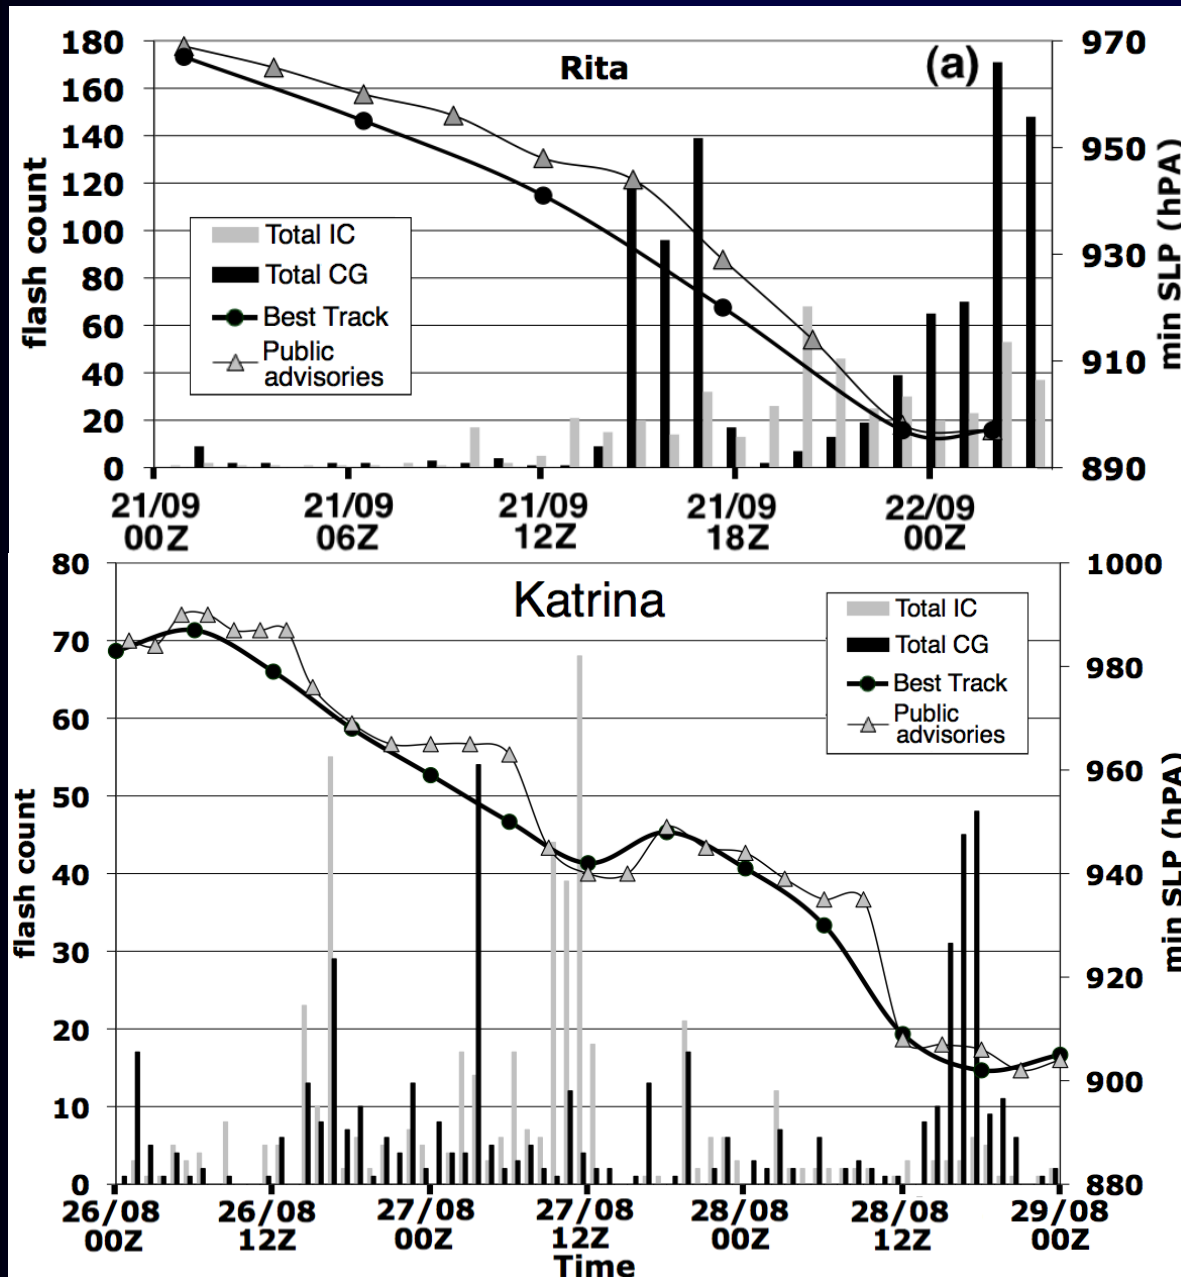 Rita
(a)
flash count
180
160
140
120
100
80
60
40
20
0
Total IC
Total CG
Best Track
Public
advisories
970
950
930
910
890
min SLP (hPA)
21/09 21/09 21/09 21/09 22/09
00Z 06Z 12Z 18Z 00Z
Katrina
flash count
80
70
60
50
40
30
20
10
0
Total IC
Total CG
Best Track
Public
advisories
1000
980
960
940
920
900
880
min SLP (hPA)
26/08 26/08 27/08 27/08 28/08 28/08 29/08
00Z 12Z 00Z 12Z 00Z 12Z 00Z
Time